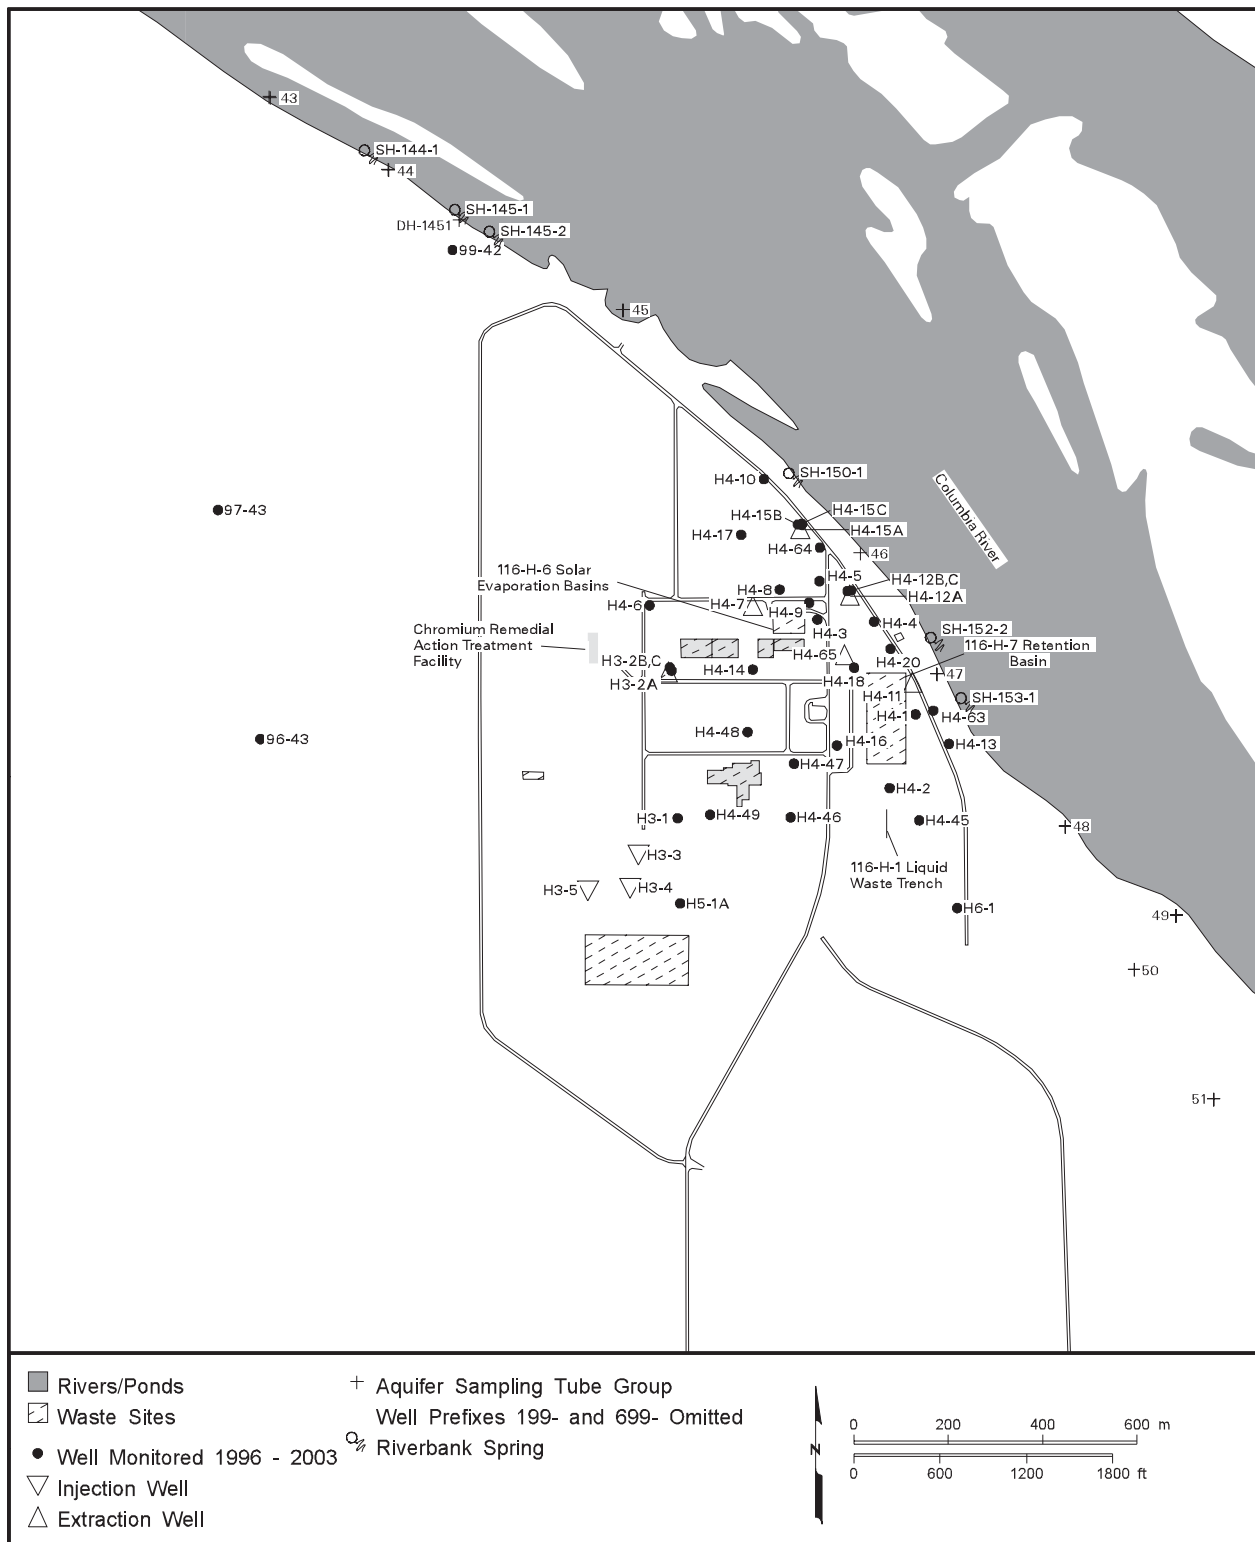 43
SH-144-1
44
SH-145-1
DH-1451
SH-145-2
99-42
45
SH-150-1
H4-10
Columbia River
97-43
H4-15B
H4-15C
H4-15A
H4-17
H4-64
46
116-H-6 Solar
Evaporation Basins
H4-5
H4-12B,C
H4-8
H4-12A
H4-7
H4-6
H4-9
H4-3
H4-4
Chromium Remedial
Action Treatment
Facility
SH-152-2
116-H-7 Retention
Basin
H4-65
H4-20
H3-2B,C
H4-14
H4-18
47
H3-2A
H4-11
SH-153-1
H4-1
H4-63
96-43
H4-48
H4-16
H4-13
H4-47
H4-2
H3-1
H4-49
H4-46
H4-45
48
H3-3
116-H-1 Liquid
Waste Trench
H3-5
H3-4
H5-1A
H6-1
49
50
51
Rivers/Ponds
Waste Sites
Well Monitored 1996 - 2003
Injection Well
Extraction Well
Aquifer Sampling Tube Group
Well Prefixes 199- and 699- Omitted
Riverbank Spring
N
0 200 400 600 m
0 600 1200 1800 ft